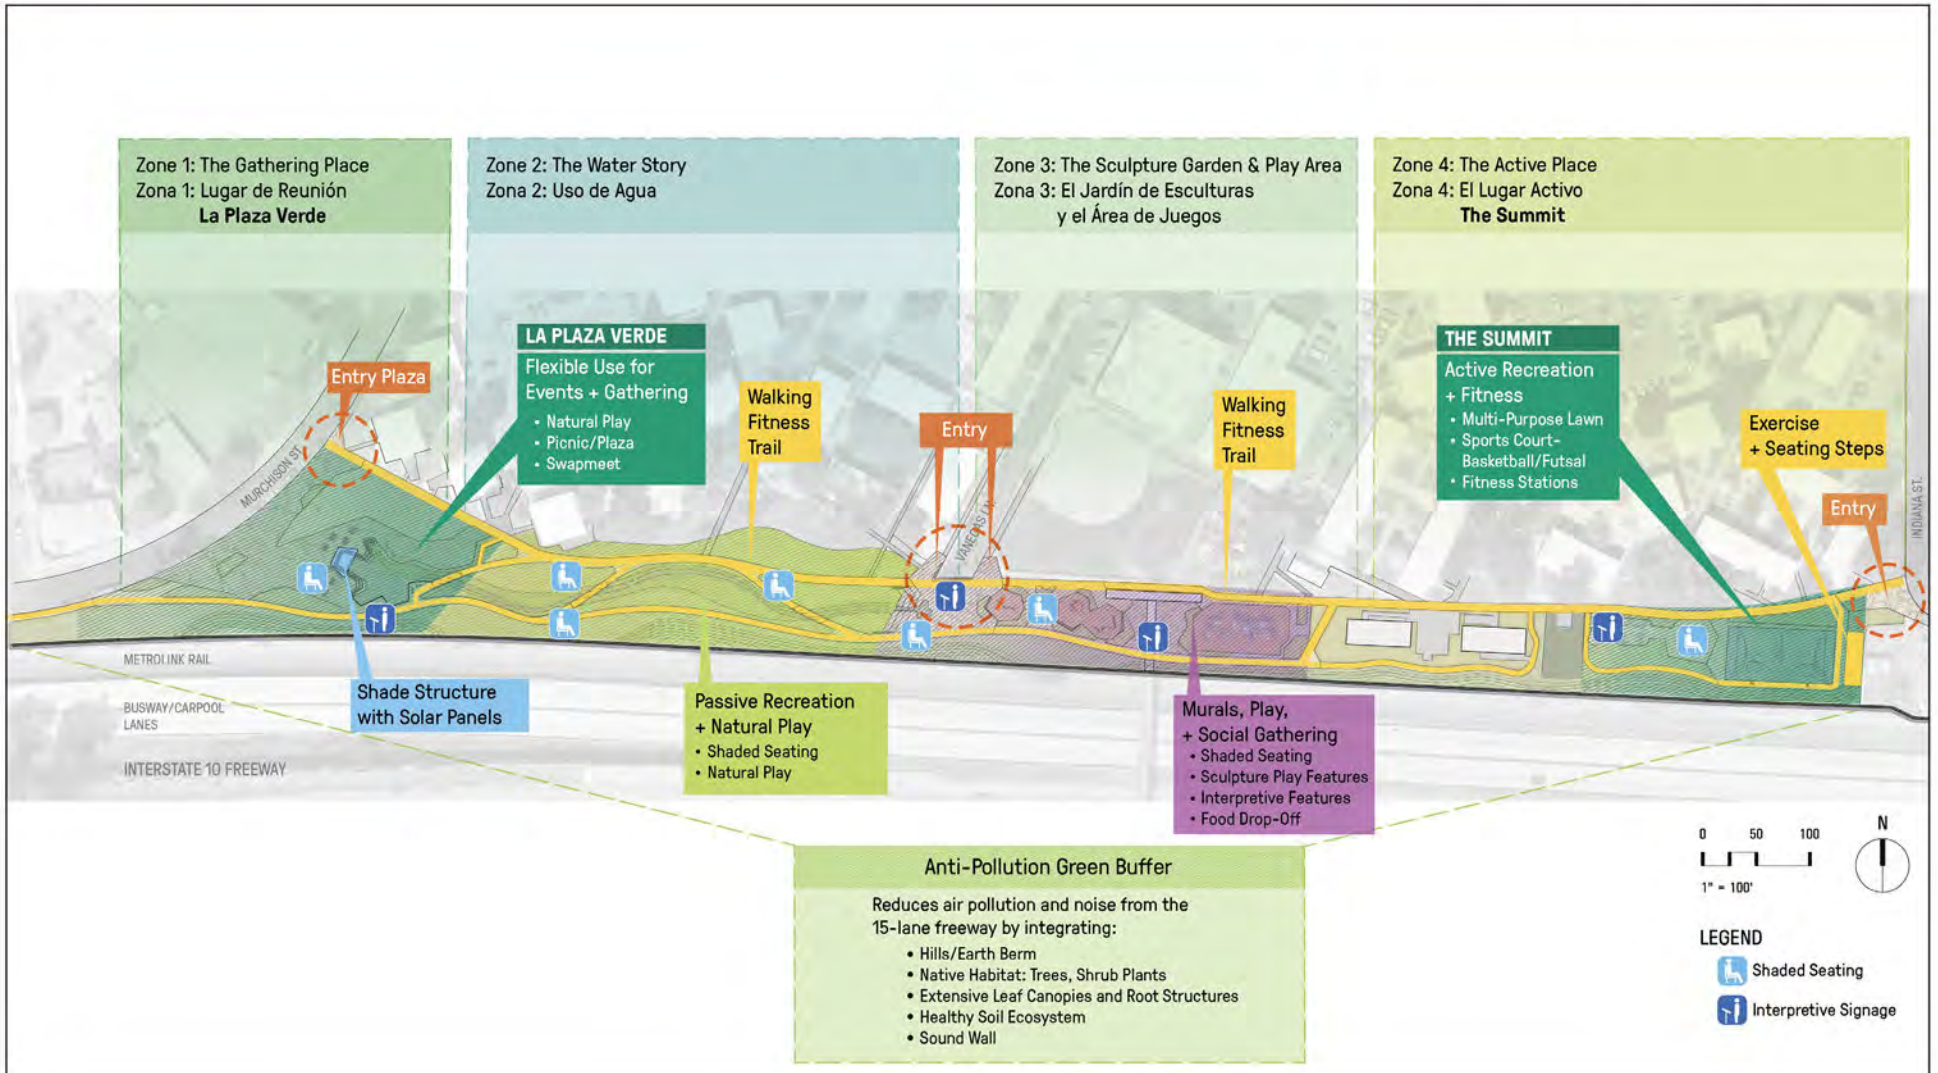 Zone 1: The Gathering Place
Zona 1: Lugar de Reunión
La Plaza Verde
Zone 2: The Water Story
Zona 2: Uso de Agua
Zone 3: The Sculpture Garden & Play Area
Zona 3: El Jardín de Esculturas
y el Área de Juegos
Zone 4: The Active Place
Zona 4: El Lugar Activo
The Summit
Entry Plaza
LA PLAZA VERDE
Flexible Use for
Events + Gathering
• Natural Play
• Picnic/Plaza
• Swapmeet
Walking
Fitness
Trail
Entry
Walking
Fitness
Trail
THE SUMMIT
Active Recreation
+ Fitness
• Multi-Purpose Lawn
• Sports Court-
Basketball/Futsal
• Fitness Stations
Exercise
+ Seating Steps
Entry
MURCHISON ST.
VANEGAS LN.
INDIANA ST.
METROLINK RAIL
BUSWAY/CARPOOL
LANES
INTERSTATE 10 FREEWAY
Shade Structure
with Solar Panels
Passive Recreation
+ Natural Play
• Shaded Seating
• Natural Play
Murals, Play,
+ Social Gathering
• Shaded Seating
• Sculpture Play Features
• Interpretive Features
• Food Drop-Off
Anti-Pollution Green Buffer
Reduces air pollution and noise from the
15-lane freeway by integrating:
• Hills/Earth Berm
• Native Habitat: Trees, Shrub Plants
• Extensive Leaf Canopies and Root Structures
• Healthy Soil Ecosystem
• Sound Wall
0 50 100
1" = 100'
N
LEGEND
Shaded Seating
Interpretive Signage